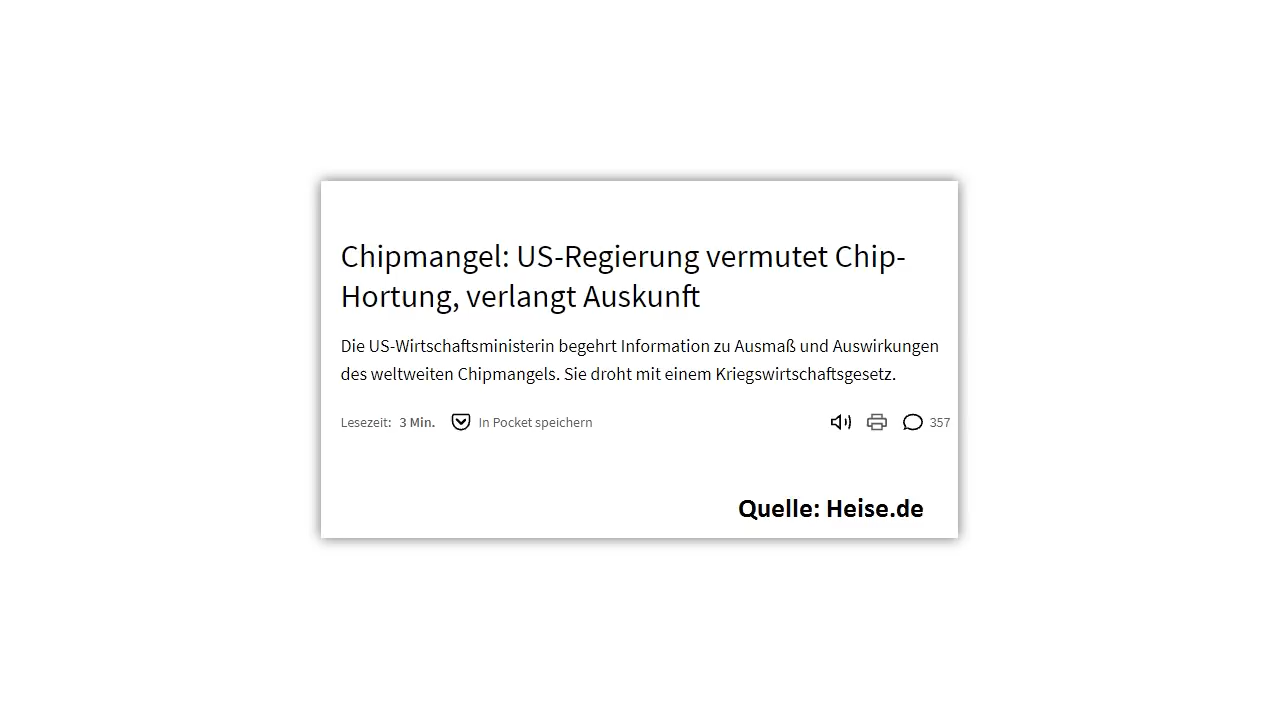 Chipmangel: US-Regierung vermutet Chip-
Hortung, verlangt Auskunft
Die US-Wirtschaftsministerin begehrt Information zu Ausmaß und Auswirkungen
des weltweiten Chipmangels. Sie droht mit einem Kriegswirtschaftsgesetz.
Lesezeit: 3 Min. In Pocket speichern 357
Quelle: Heise.de